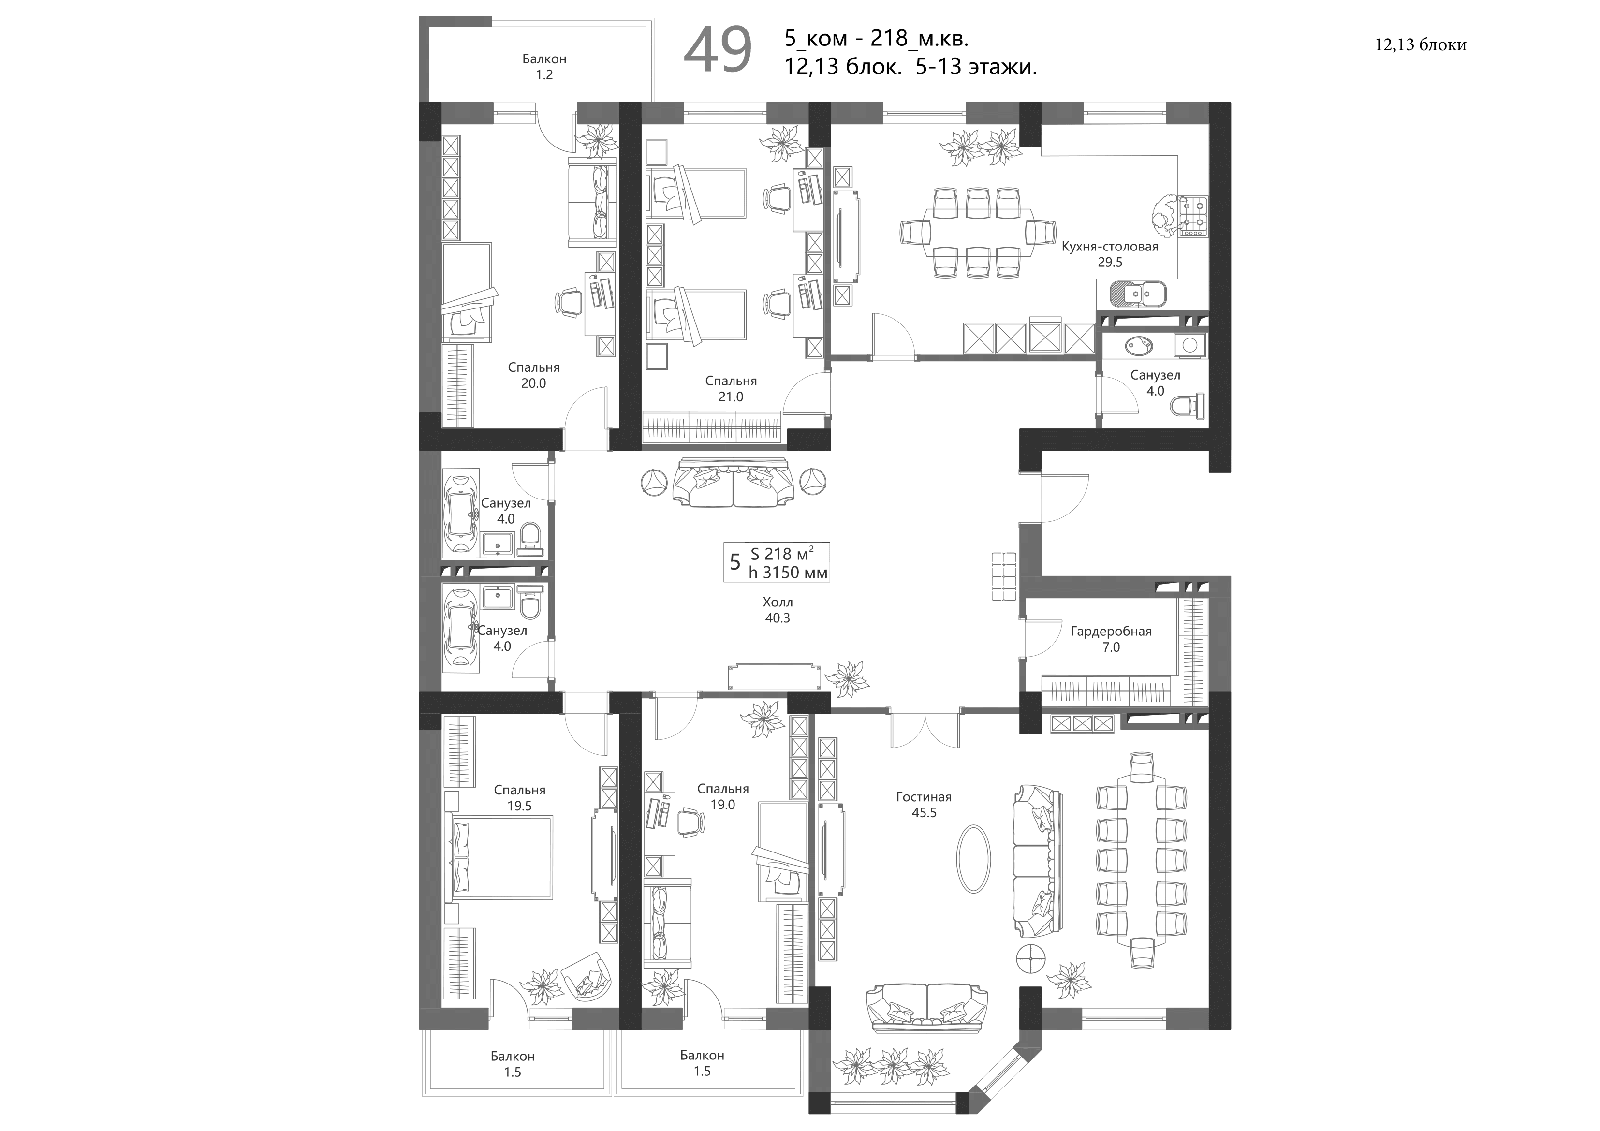 49
5_ком - 218_м.кв.
12,13 блок. 5-13 этажи.
12,13 блоки
Балкон
1.2
Кухня-столовая
29.5
Спальня
20.0
Спальня
21.0
Санузел
4.0
Санузел
4.0
5
S 218 м²
h 3150 мм
Холл
40.3
Санузел
4.0
Гардеробная
7.0
Спальня
19.5
Спальня
19.0
Гостиная
45.5
Балкон
1.5
Балкон
1.5